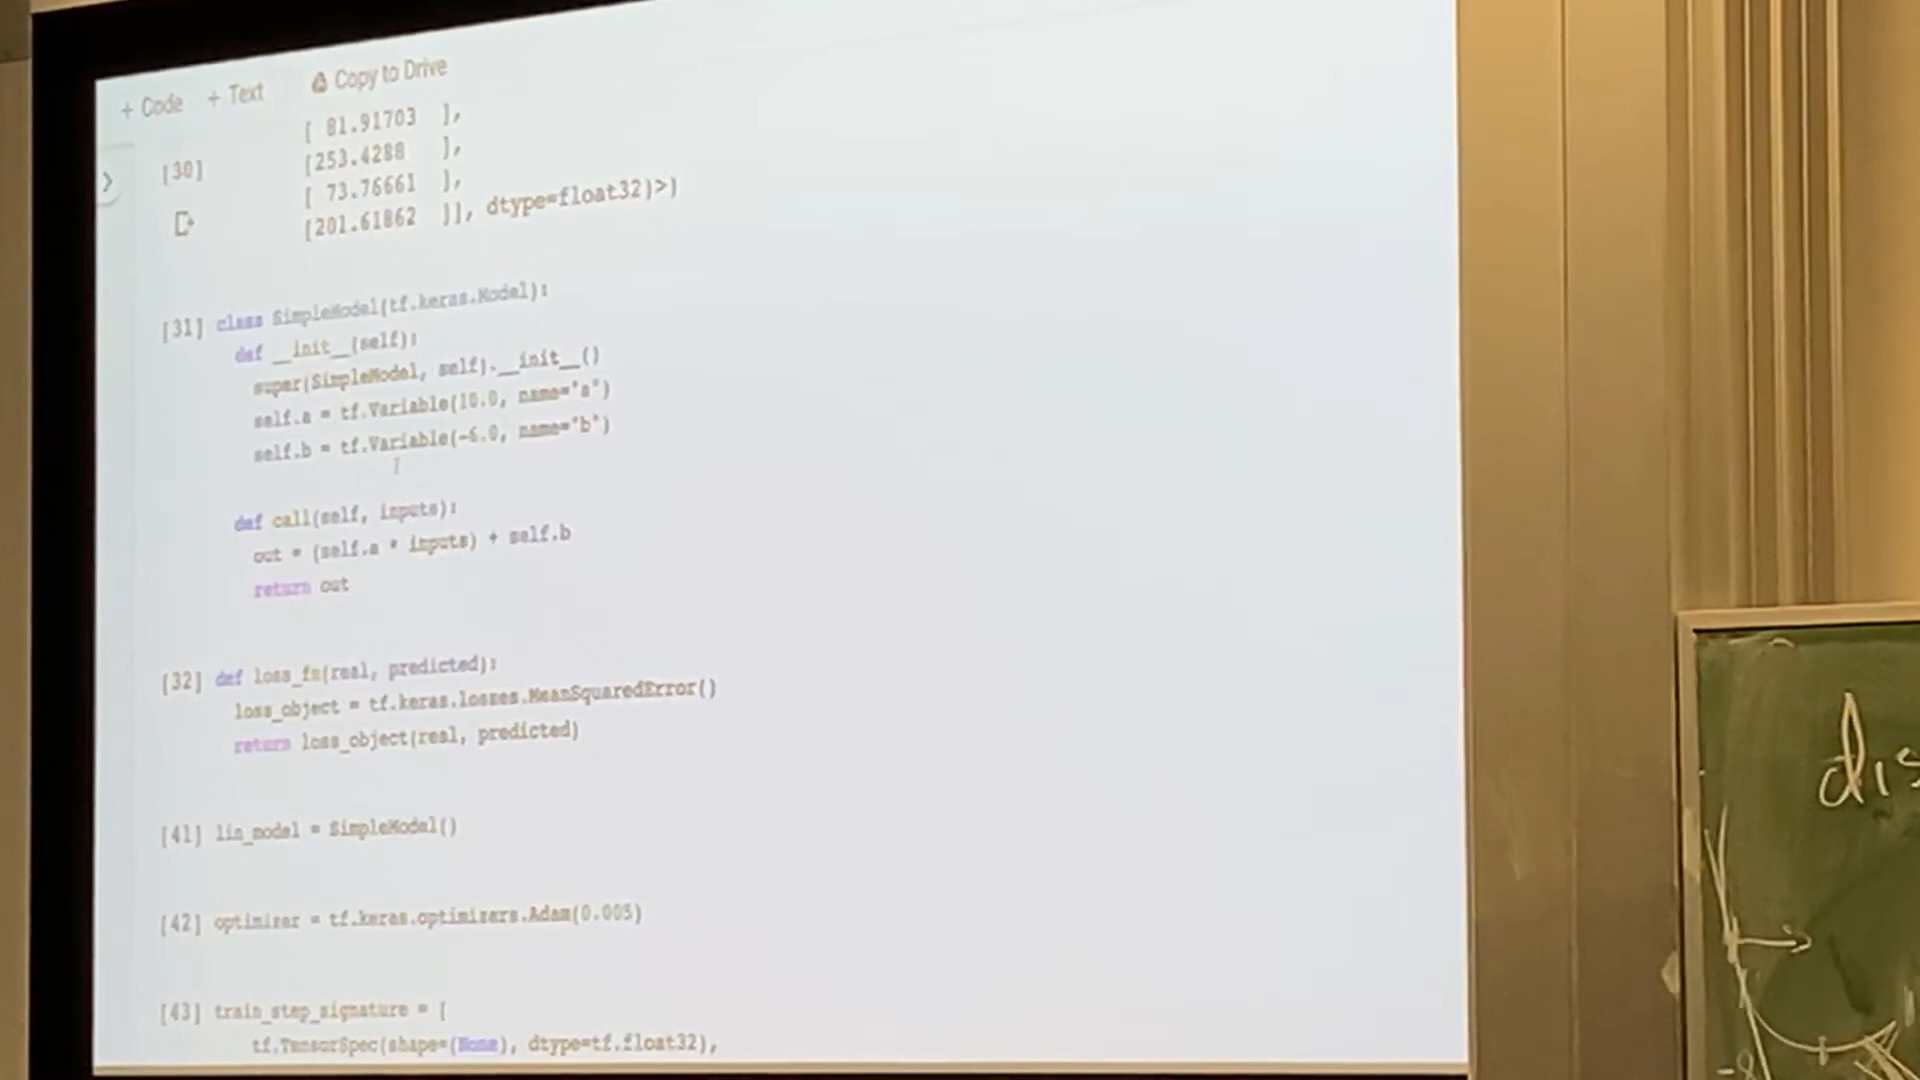 + Code + Text Copy to Drive
[ 81.91703 ],
[30] [253.4288 ],
[ 73.76661 ],
[201.61862 ]], dtype=float32)>)
[31] class SimpleModel(tf.keras.Model):
def __init__(self):
super(SimpleModel, self).__init__()
self.a = tf.Variable(10.0, name="a")
self.b = tf.Variable(-6.0, name="b")
def call(self, inputs):
out = (self.a * inputs) + self.b
return out
[32] def loss_fn(real, predicted):
loss_object = tf.keras.losses.MeanSquaredError()
return loss_object(real, predicted)
[41] lin_model = SimpleModel()
[42] optimizer = tf.keras.optimizers.Adam(0.005)
[43] train_step_signature = [
tf.TensorSpec(shape=(None), dtype=tf.float32),
dis
-8